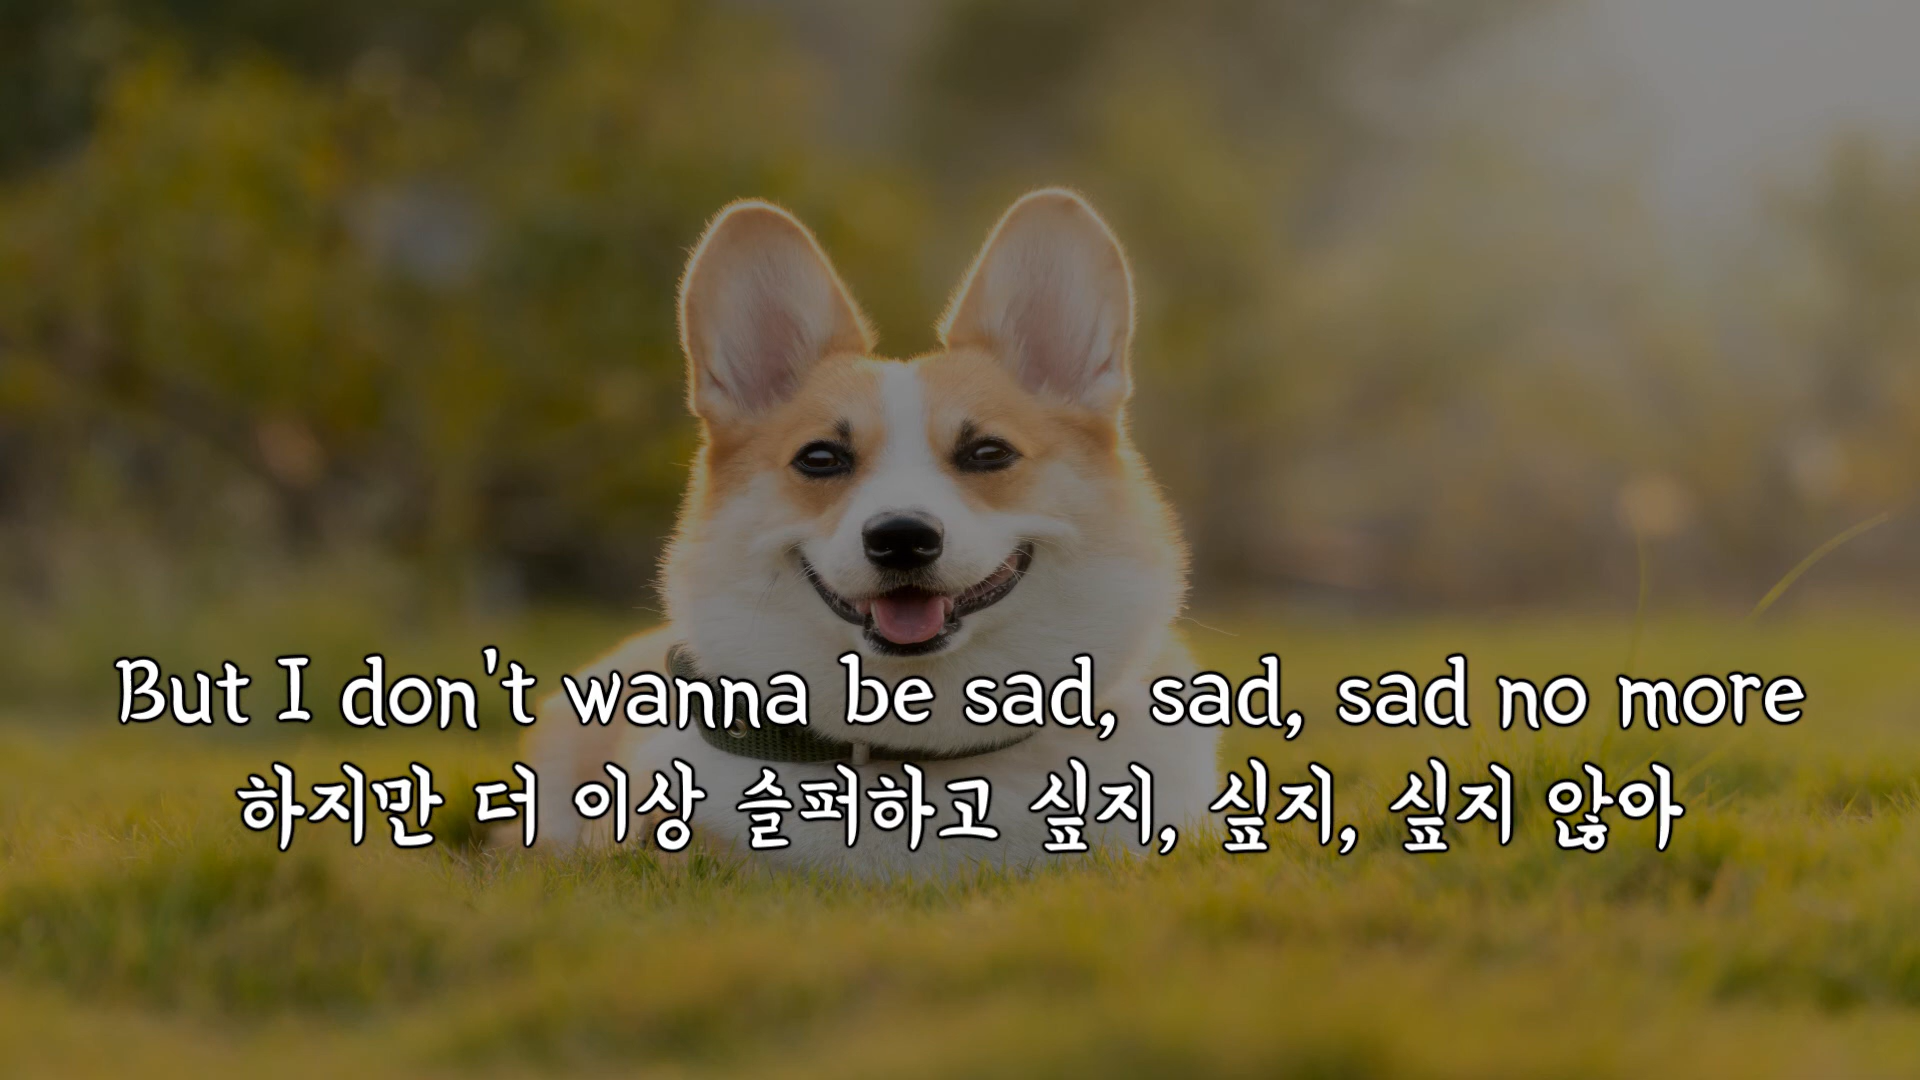 But I don't wanna be sad, sad, sad no more
하지만 더 이상 슬퍼하고 싶지, 싶지, 싶지 않아